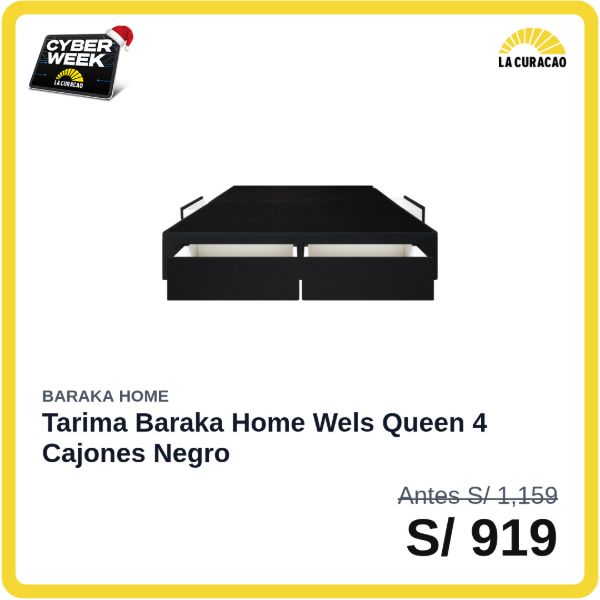 CYBER
WEEK
LA CURACAO
LA CURACAO
BARAKA HOME
Tarima Baraka Home Wels Queen 4
Cajones Negro
Antes S/ 1,159
S/ 919